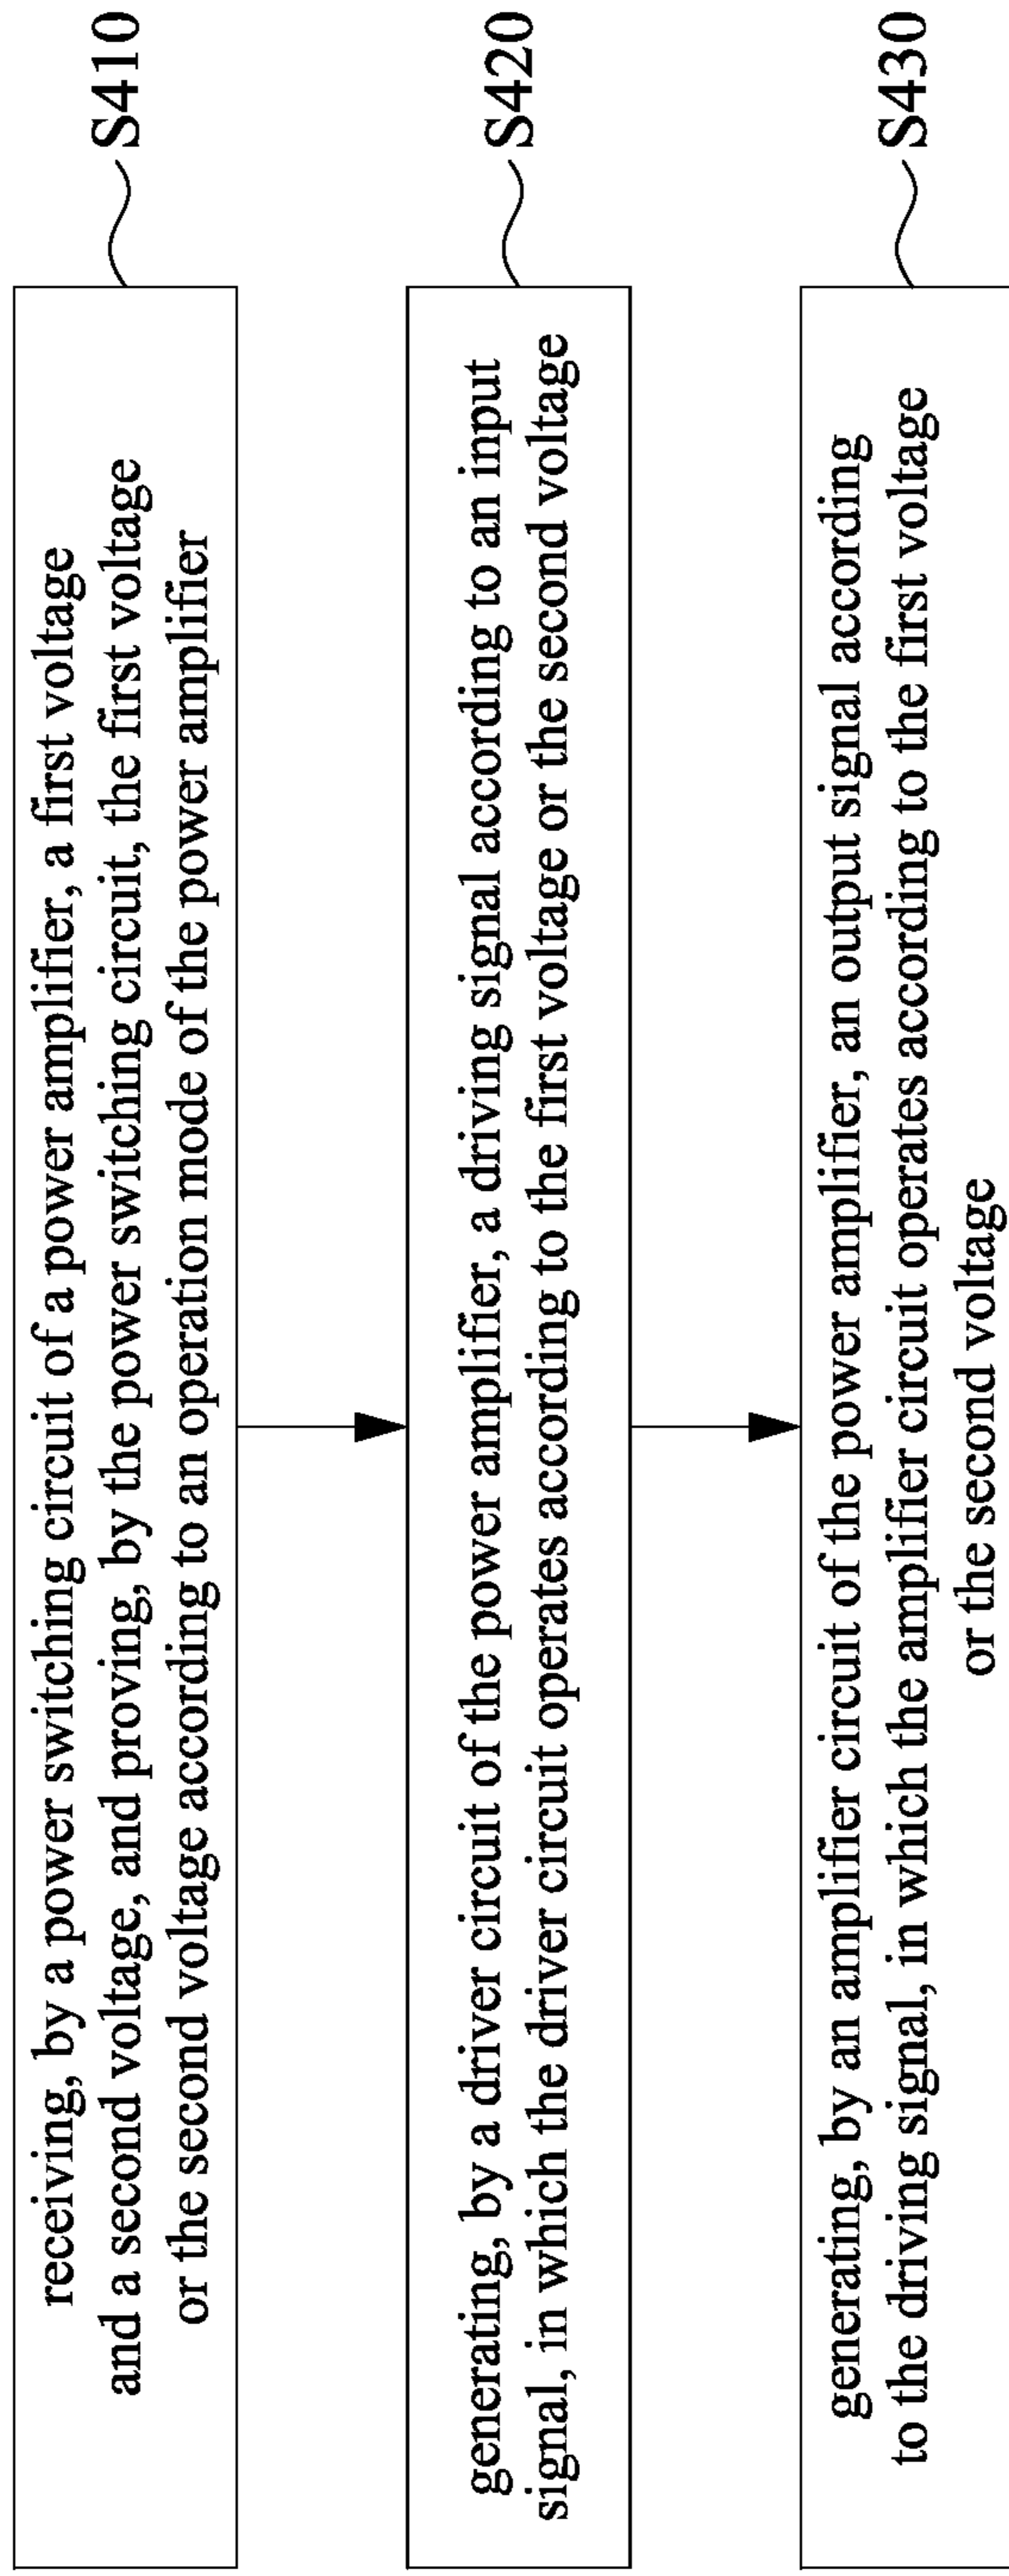 receiving, by a power switching circuit of a power amplifier, a first voltage
and a second voltage, and proving, by the power switching circuit, the first voltage
or the second voltage according to an operation mode of the power amplifier
S410
generating, by a driver circuit of the power amplifier, a driving signal according to an input
signal, in which the driver circuit operates according to the first voltage or the second voltage
S420
generating, by an amplifier circuit of the power amplifier, an output signal according
to the driving signal, in which the amplifier circuit operates according to the first voltage
or the second voltage
S430